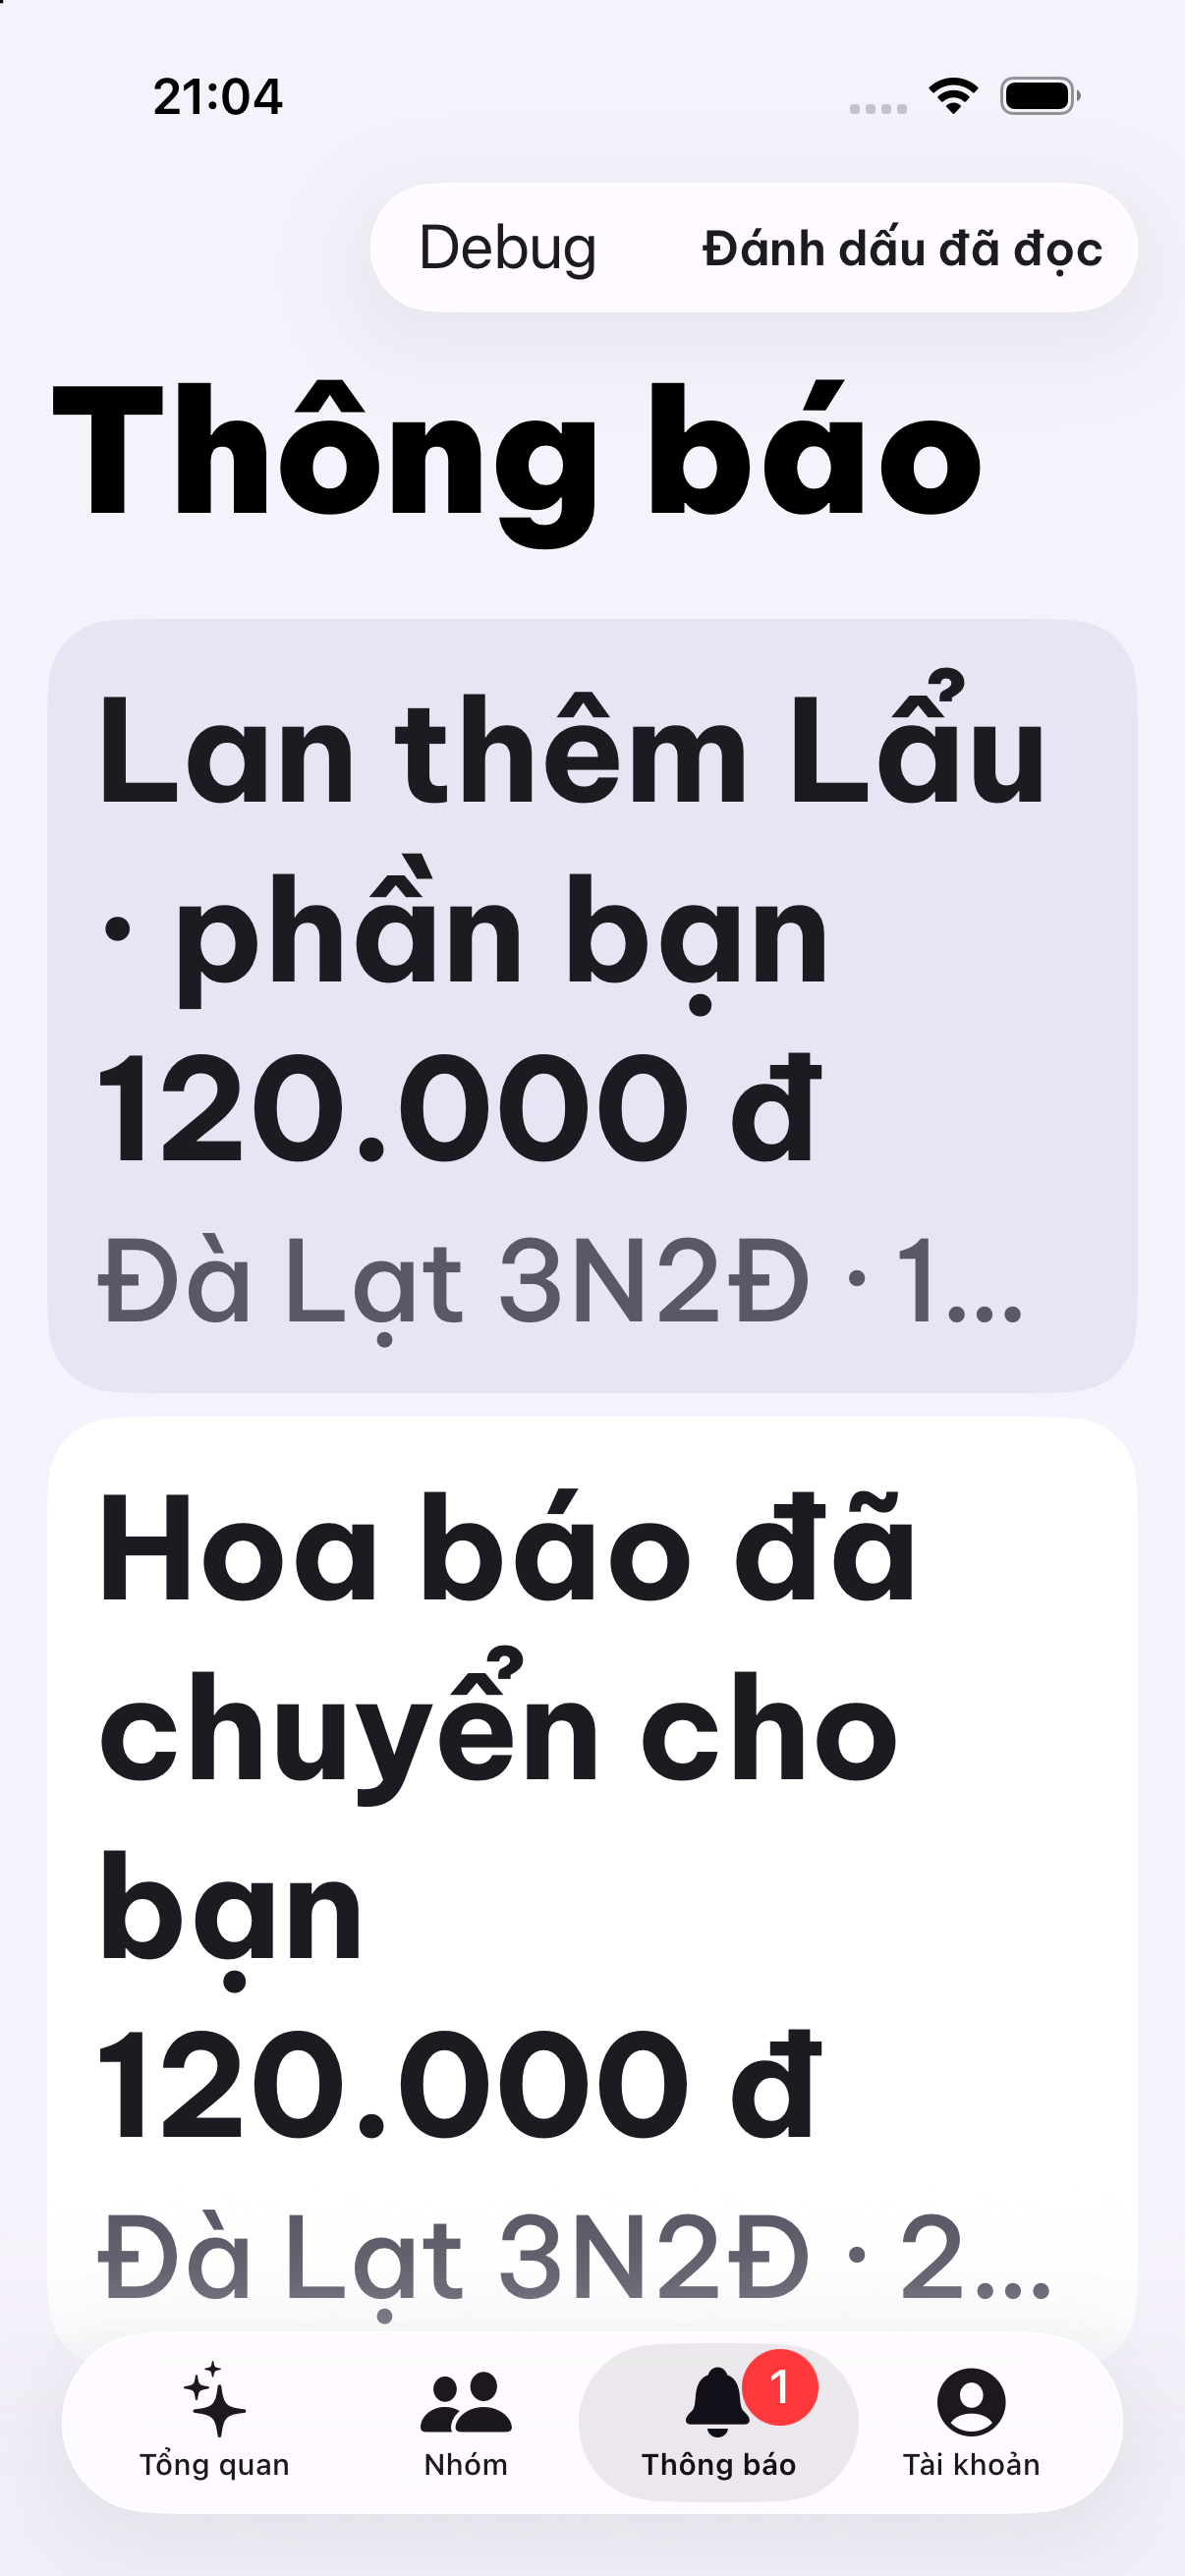 21:04
Debug
Đánh dấu đã đọc
Thông báo
Lan thêm Lẩu
· phần bạn
120.000 đ
Đà Lạt 3N2Đ · 1...
Hoa báo đã
chuyển cho
bạn
120.000 đ
Đà Lạt 3N2Đ · 2...
1
Tổng quan
Nhóm
Thông báo
Tài khoản